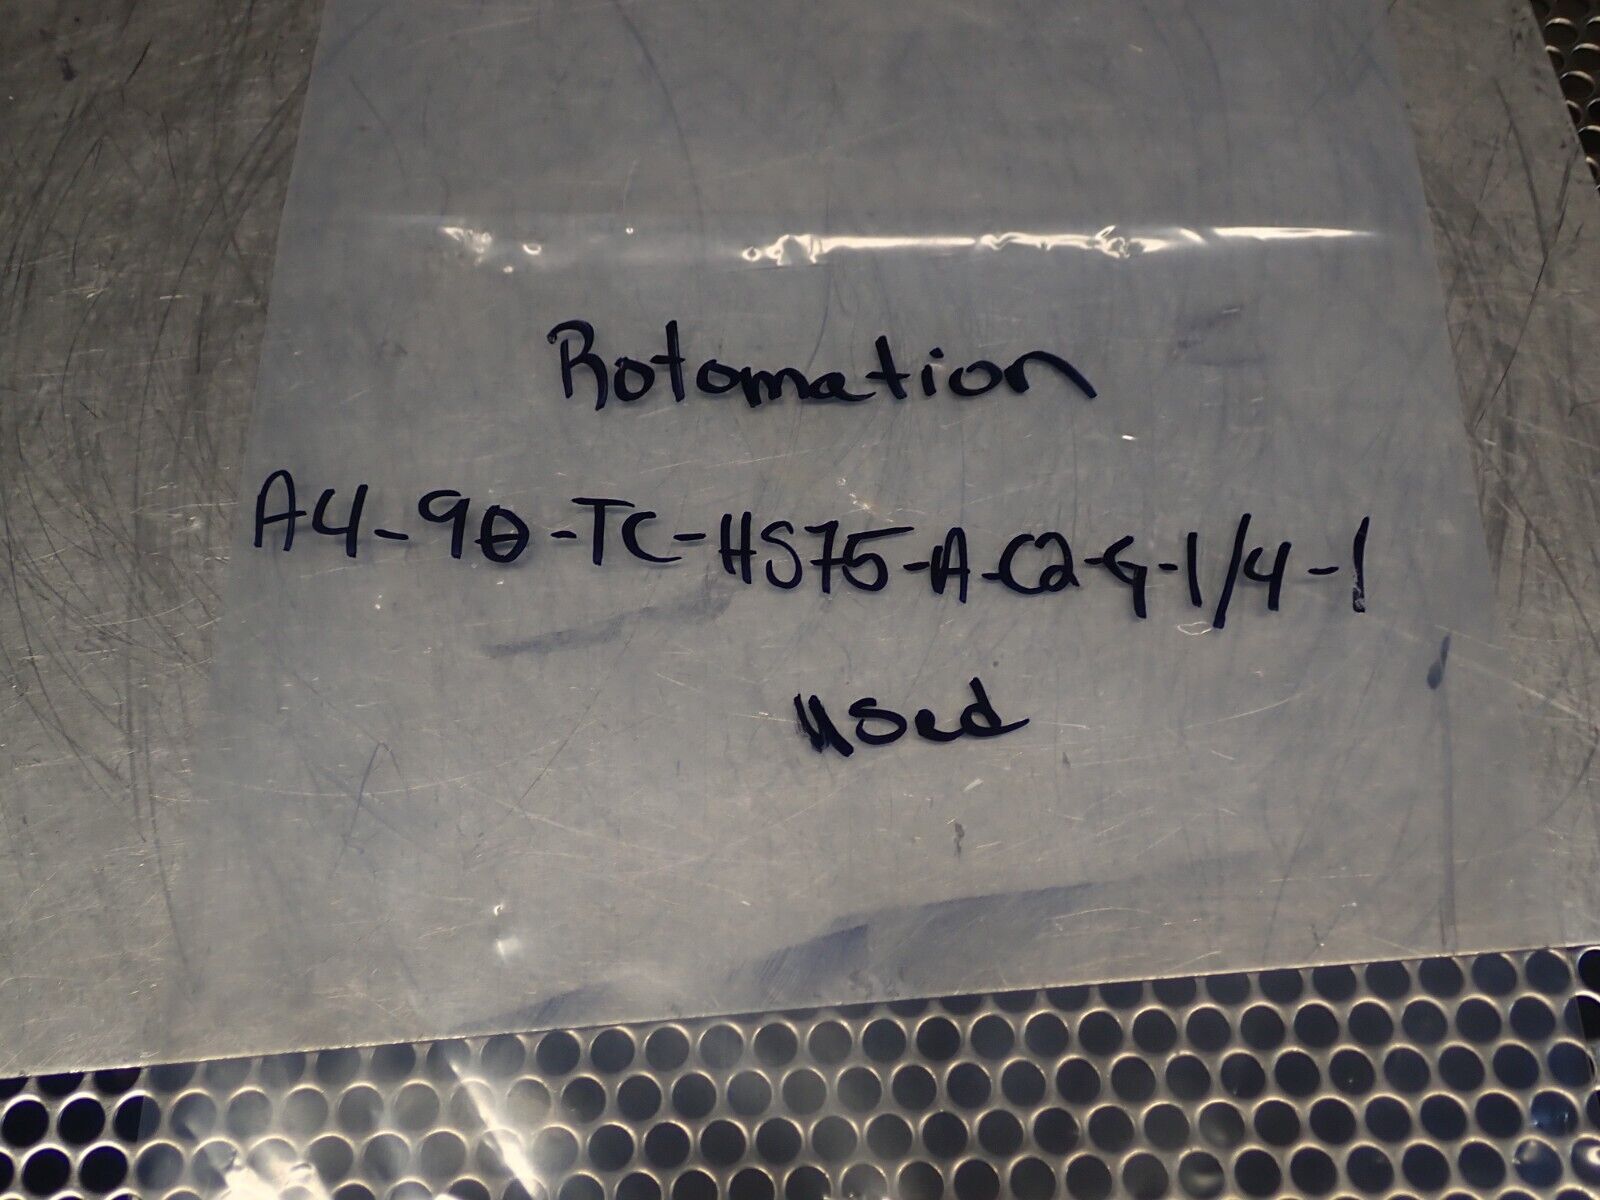 Rotomation
A4-90-TC-HS75-A-C2-G-1/4-1
Used